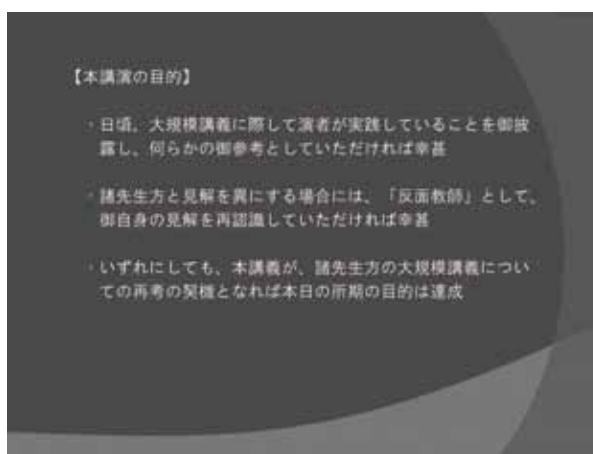 【本講演の目的】
・日頃、大規模講義に際して演者が実践していることを御披
露し、何らかの御参考としていただければ幸甚
・諸先生方と見解を異にする場合には、「反面教師」として、
御自身の見解を再認識していただければ幸甚
・いずれにしても、本講義が、諸先生方の大規模講義につい
ての再考の契機となれば本日の所期の目的は達成